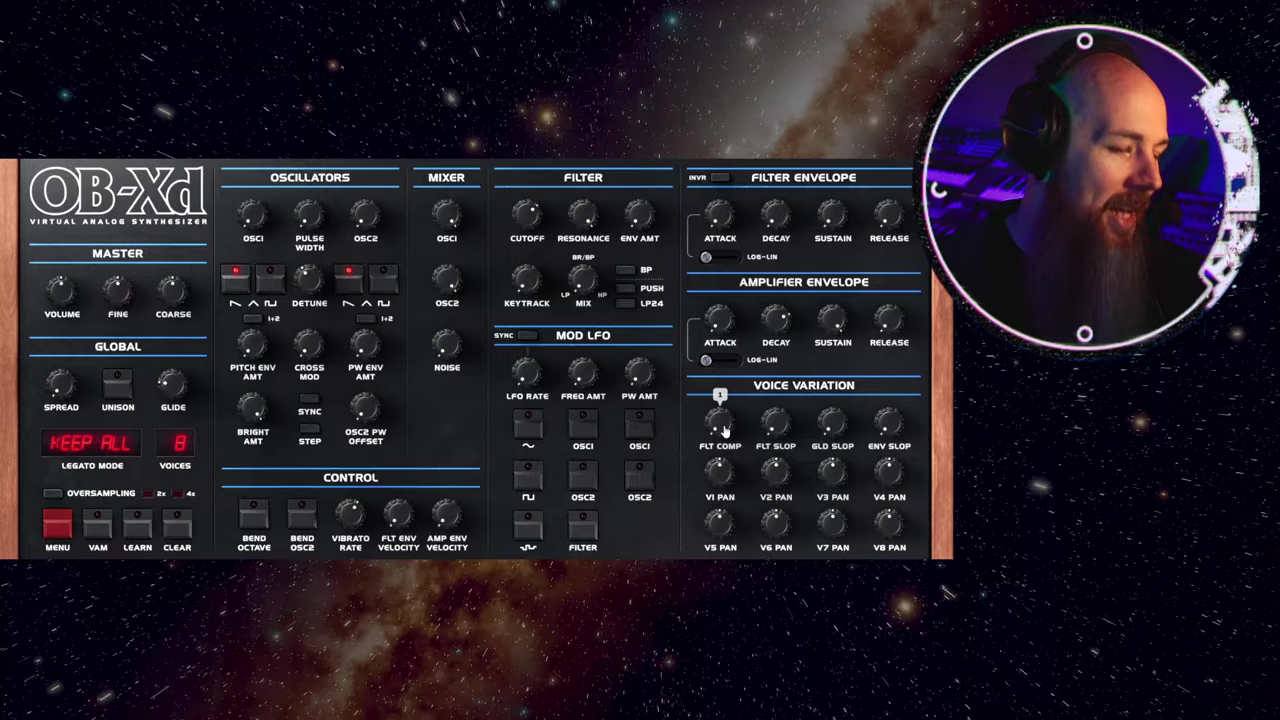 OB-Xd
VIRTUAL ANALOG SYNTHESIZER
MASTER
VOLUME FINE COARSE
GLOBAL
SPREAD UNISON GLIDE
KEEP ALL 8
LEGATO MODE VOICES
OVERSAMPLING 2x 4x
MENU VAM LEARN CLEAR
OSCILLATORS
OSC1 PULSE WIDTH OSC2
DETUNE
1+2 1+2
PITCH ENV AMT CROSS MOD PW ENV AMT
SYNC
BRIGHT AMT STEP OSC2 PW OFFSET
MIXER
OSC1
OSC2
NOISE
CONTROL
BEND OCTAVE BEND OSC2 VIBRATO RATE FLT ENV VELOCITY AMP ENV VELOCITY
FILTER
CUTOFF RESONANCE ENV AMT
BR/BP BP
PUSH
LP HP
KEYTRACK MIX LP24
SYNC MOD LFO
LFO RATE FREQ AMT PW AMT
OSC1 OSC1
OSC2 OSC2
FILTER
INVR FILTER ENVELOPE
ATTACK DECAY SUSTAIN RELEASE
LOG-LIN
AMPLIFIER ENVELOPE
ATTACK DECAY SUSTAIN RELEASE
LOG-LIN
VOICE VARIATION
1
FLT COMP FLT SLOP GLD SLOP ENV SLOP
V1 PAN V2 PAN V3 PAN V4 PAN
V5 PAN V6 PAN V7 PAN V8 PAN